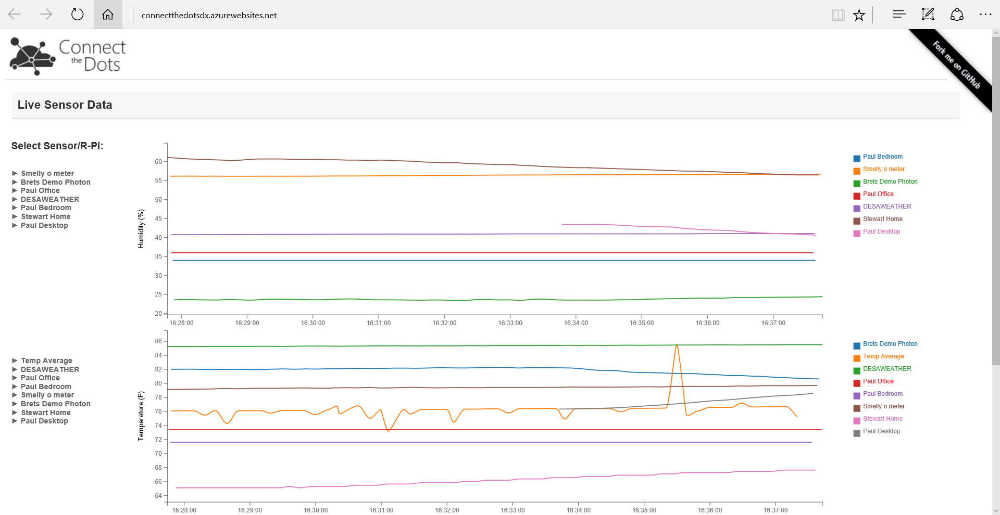 connectthedotsdx.azurewebsites.net
Connect
the Dots
Fork me on GitHub
Live Sensor Data
Select Sensor/R-PI:
Smelly o meter
Brets Demo Photon
Paul Office
DESAWEATHER
Paul Bedroom
Stewart Home
Paul Desktop
Humidity (%)
60
55
50
45
40
35
30
25
20
16:28:00 16:29:00 16:30:00 16:31:00 16:32:00 16:33:00 16:34:00 16:35:00 16:36:00 16:37:00
Paul Bedroom
Smelly o meter
Brets Demo Photon
Paul Office
DESAWEATHER
Stewart Home
Paul Desktop
Temp Average
DESAWEATHER
Paul Office
Paul Bedroom
Smelly o meter
Brets Demo Photon
Stewart Home
Paul Desktop
Temperature (F)
86
84
82
80
78
76
74
72
70
68
66
64
16:28:00 16:29:00 16:30:00 16:31:00 16:32:00 16:33:00 16:34:00 16:35:00 16:36:00 16:37:00
Brets Demo Photon
Temp Average
DESAWEATHER
Paul Office
Paul Bedroom
Smelly o meter
Stewart Home
Paul Desktop